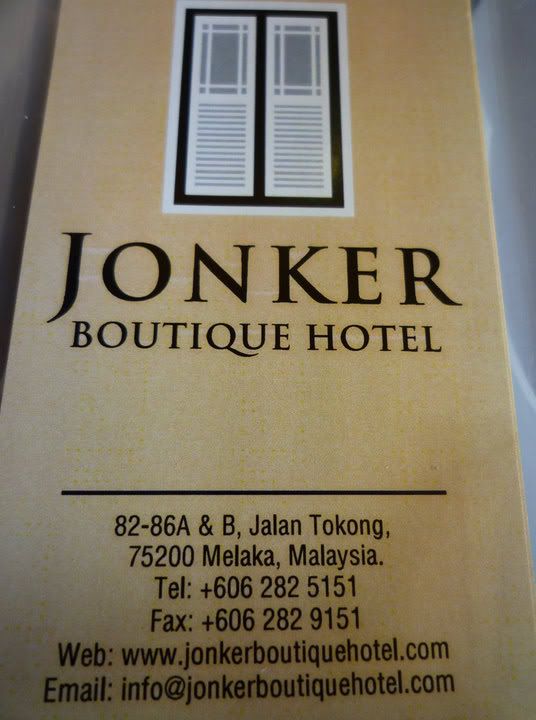 JONKER
BOUTIQUE HOTEL
82-86A & B, Jalan Tokong,
75200 Melaka, Malaysia.
Tel: +606 282 5151
Fax: +606 282 9151
Web: www.jonkerboutiquehotel.com
Email: info@jonkerboutiquehotel.com